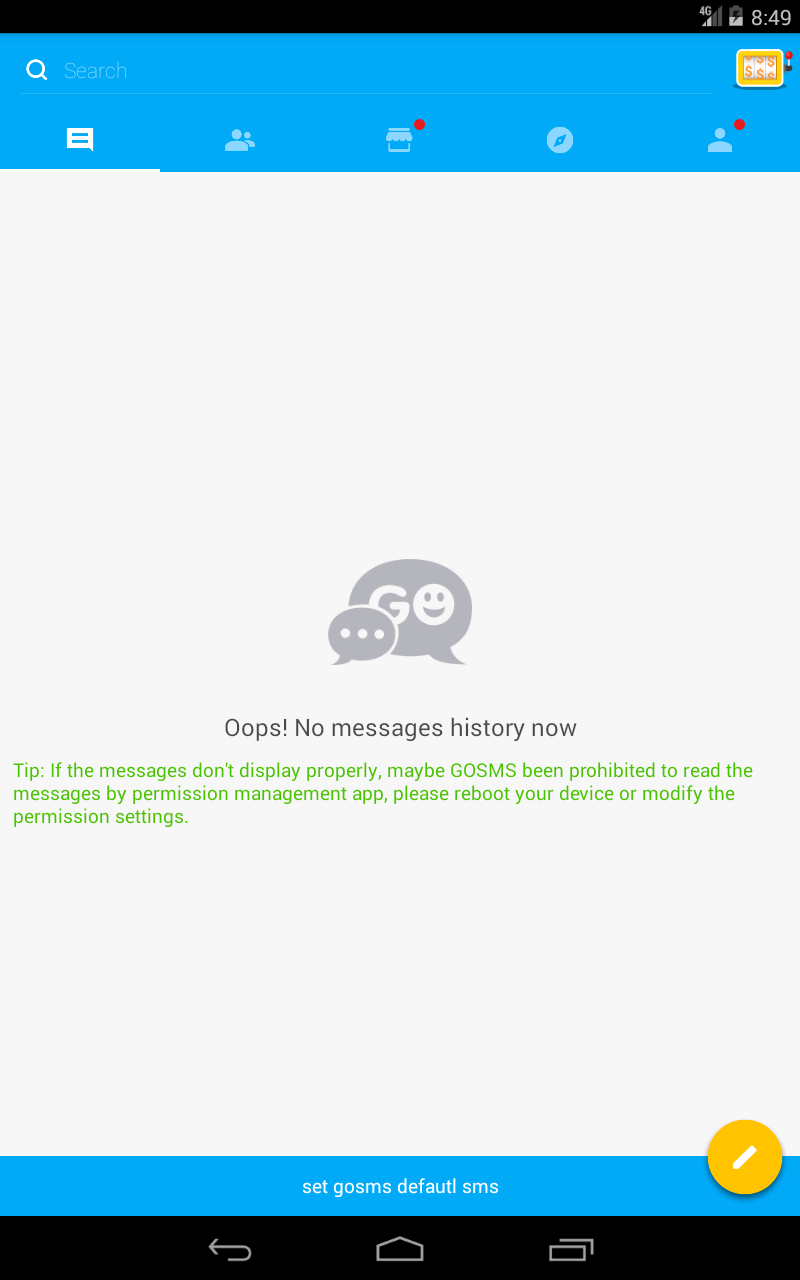 4G 8:49
Search
GO
Oops! No messages history now
Tip: If the messages don't display properly, maybe GOSMS been prohibited to read the
messages by permission management app, please reboot your device or modify the
permission settings.
set gosms defautl sms